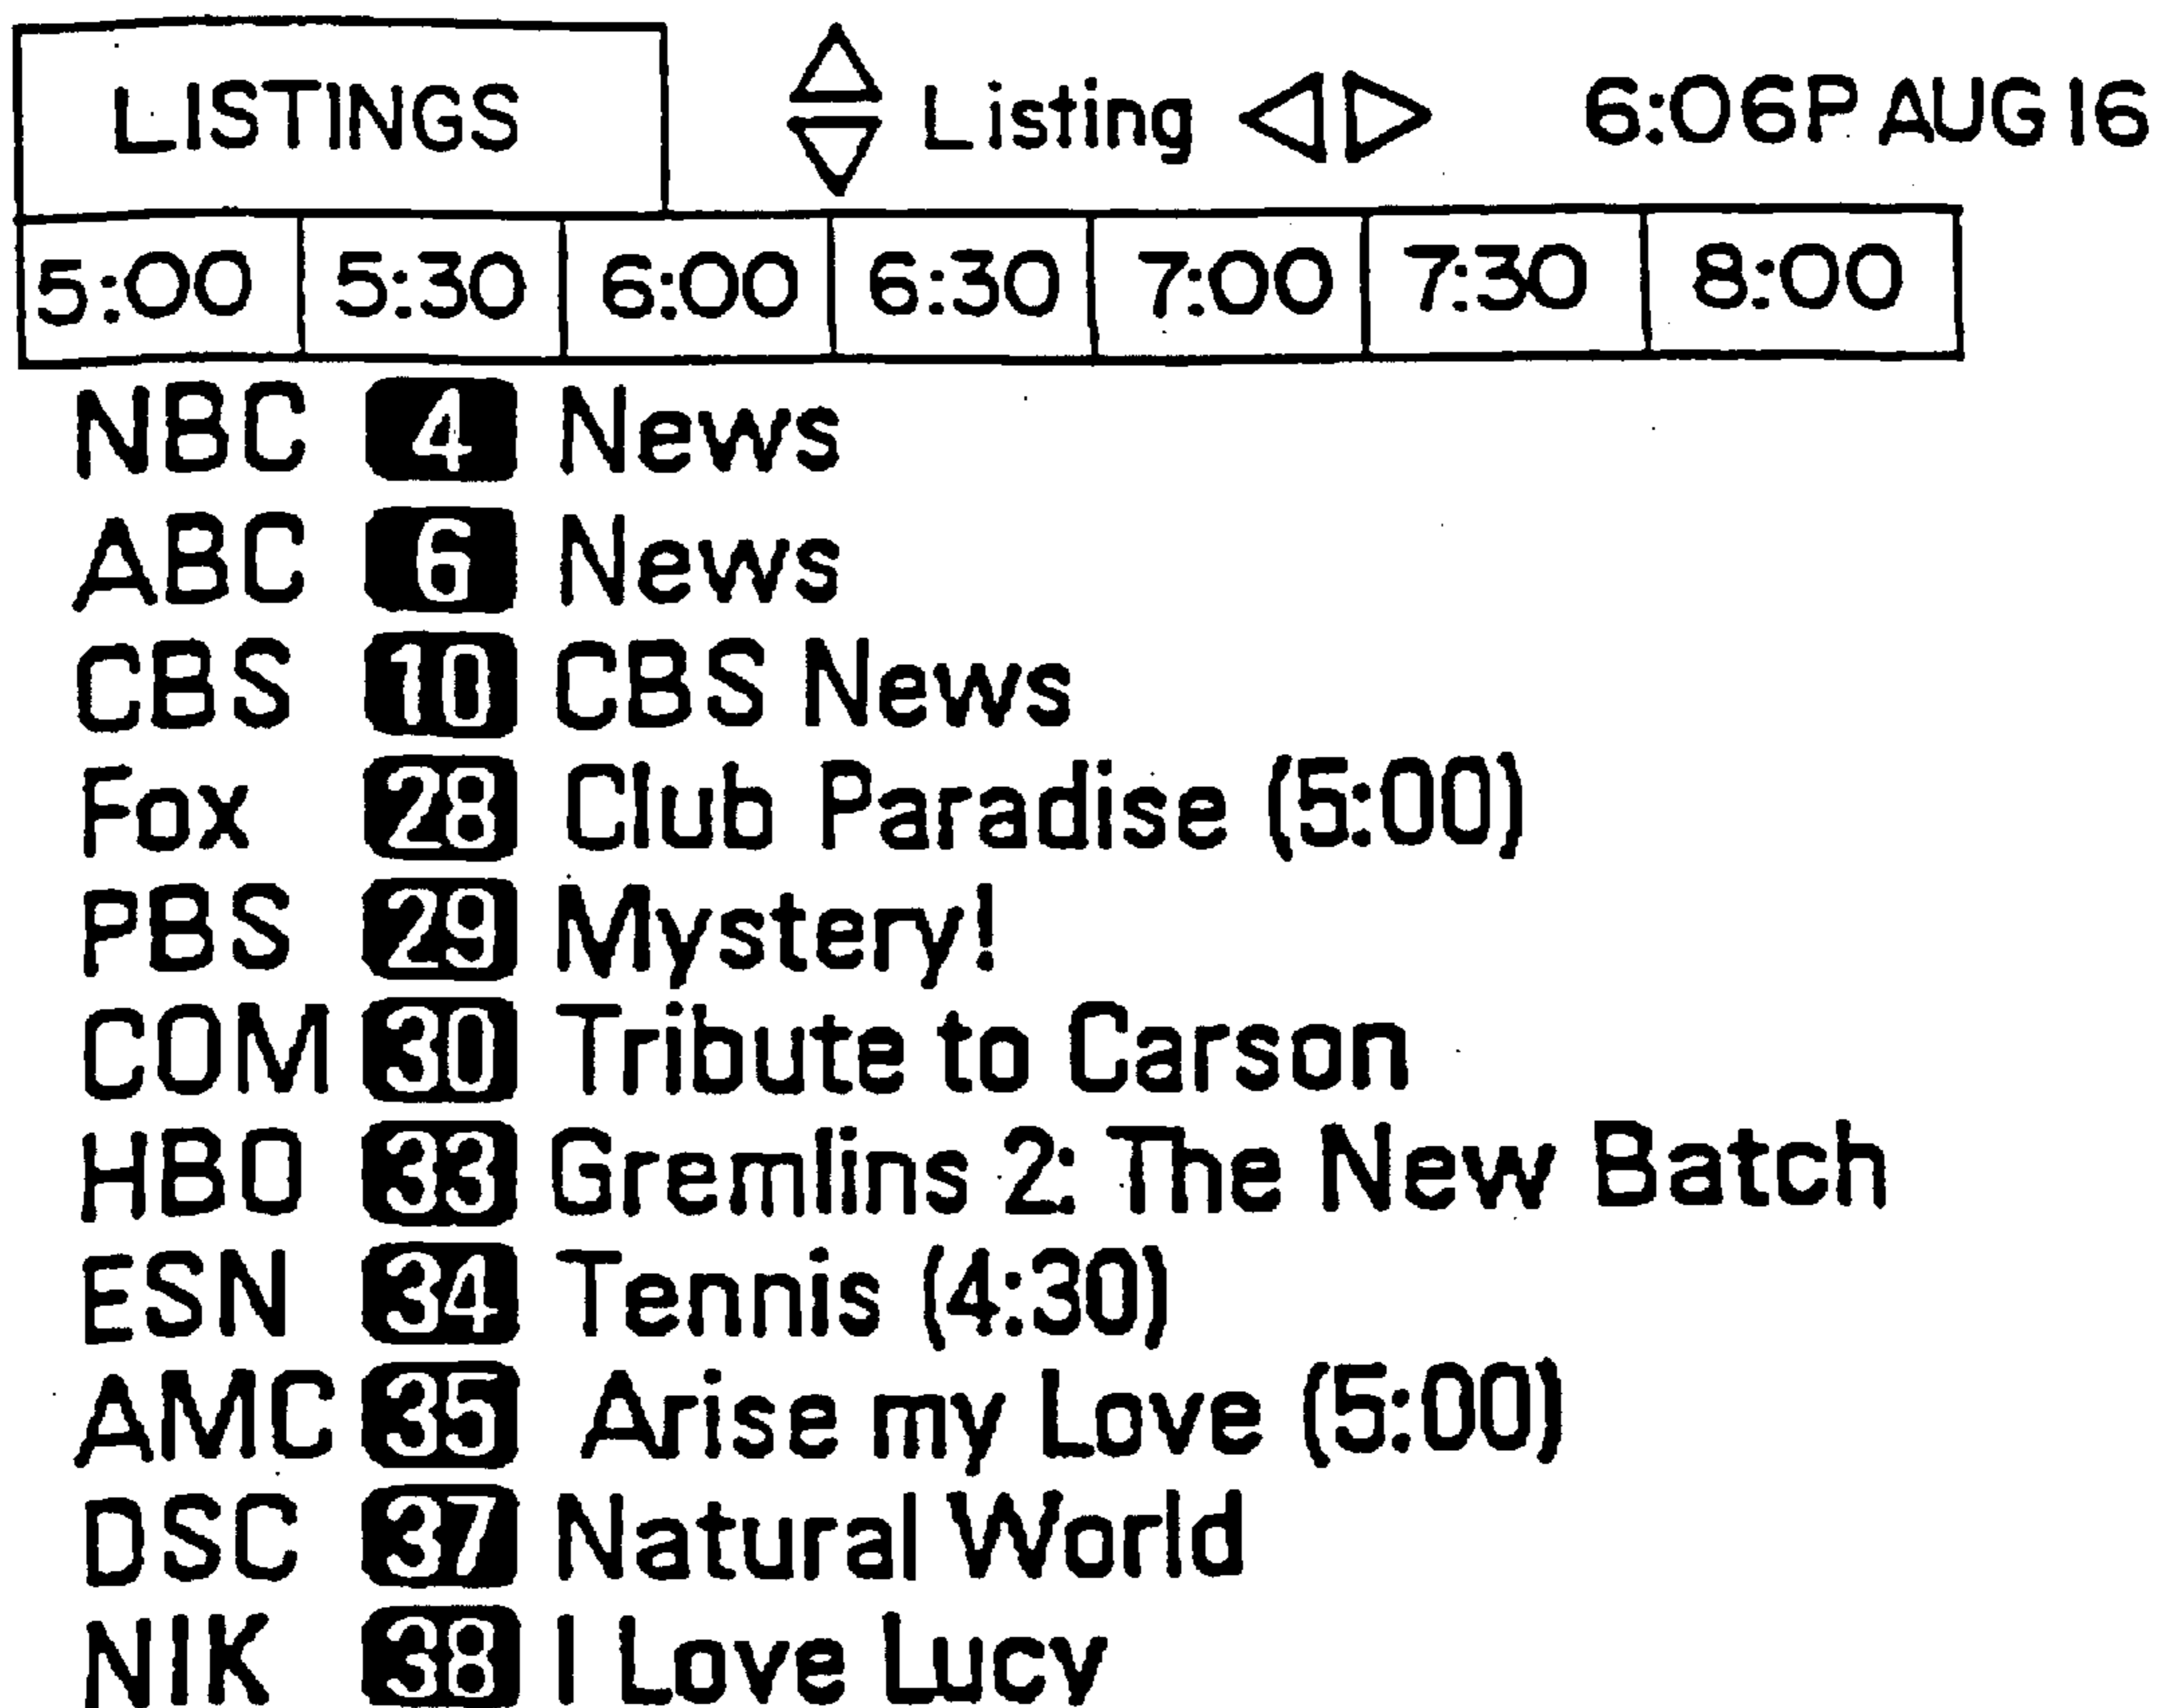 LISTINGS Listing 6:06P AUG 16
5:00 5:30 6:00 6:30 7:00 7:30 8:00
NBC 4 News
ABC 6 News
CBS 10 CBS News
Fox 28 Club Paradise (5:00)
PBS 29 Mystery!
COM 30 Tribute to Carson
HBO 33 Gremlins 2: The New Batch
ESN 34 Tennis (4:30)
AMC 35 Arise my Love (5:00)
DSC 37 Natural World
NIK 38 I Love Lucy